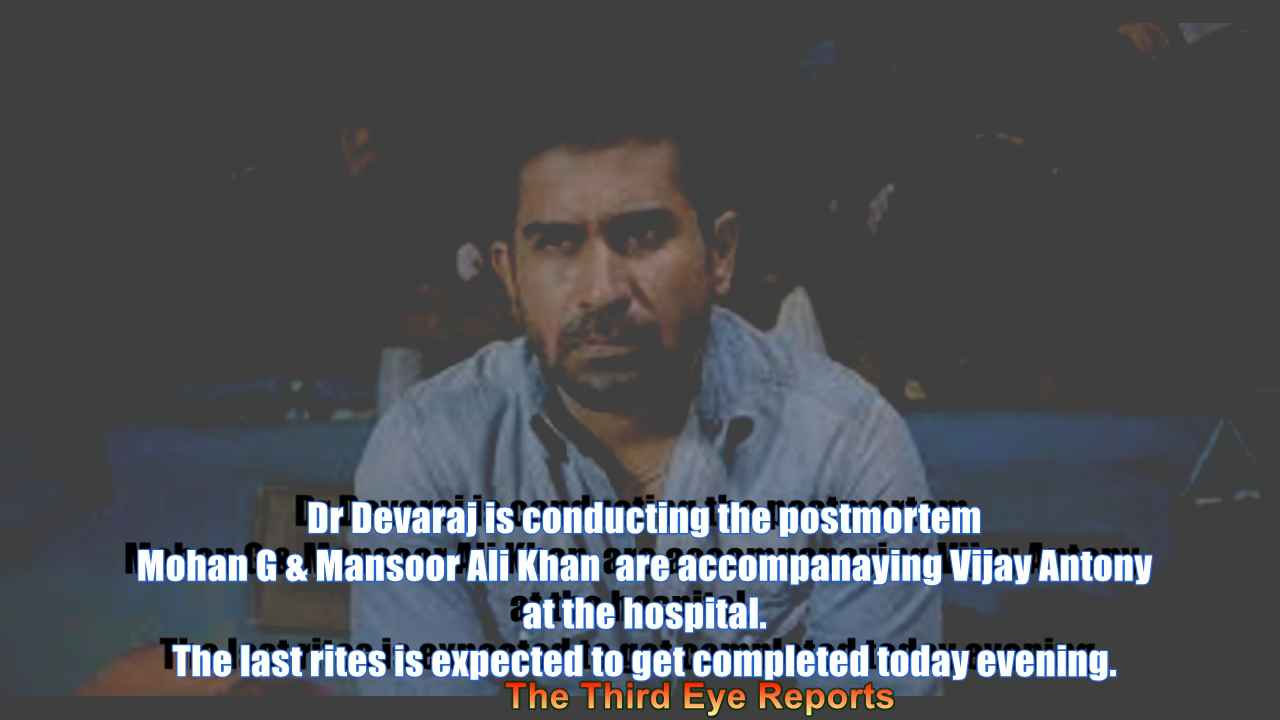 Dr Devaraj is conducting the postmortem
Mohan G & Mansoor Ali Khan are accompanaying Vijay Antony
at the hospital.
The last rites is expected to get completed today evening.
The Third Eye Reports